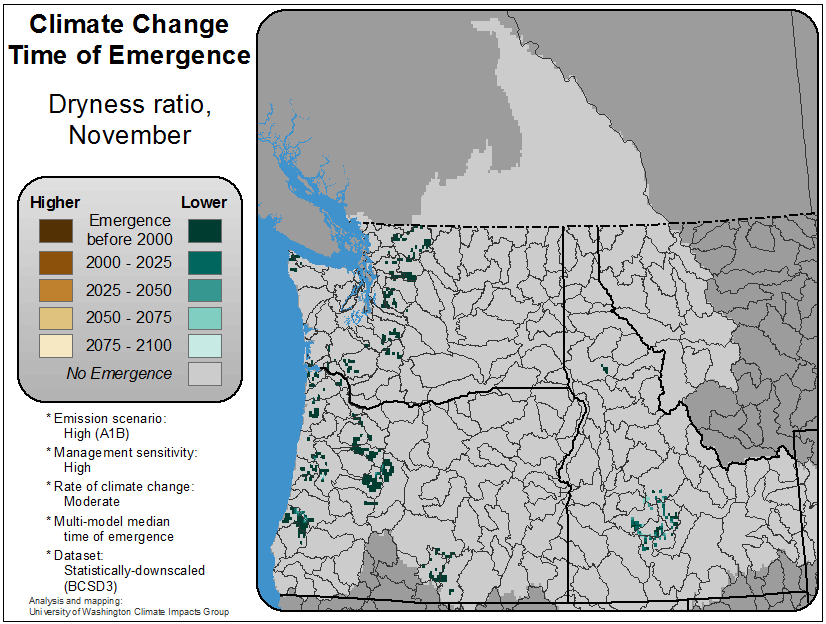 Climate Change
Time of Emergence
Dryness ratio,
November
Higher
Lower
Emergence
before 2000
2000 - 2025
2025 - 2050
2050 - 2075
2075 - 2100
No Emergence
* Emission scenario:
High (A1B)
* Management sensitivity:
High
* Rate of climate change:
Moderate
* Multi-model median
time of emergence
* Dataset:
Statistically-downscaled
(BCSD3)
Analysis and mapping:
University of Washington Climate Impacts Group